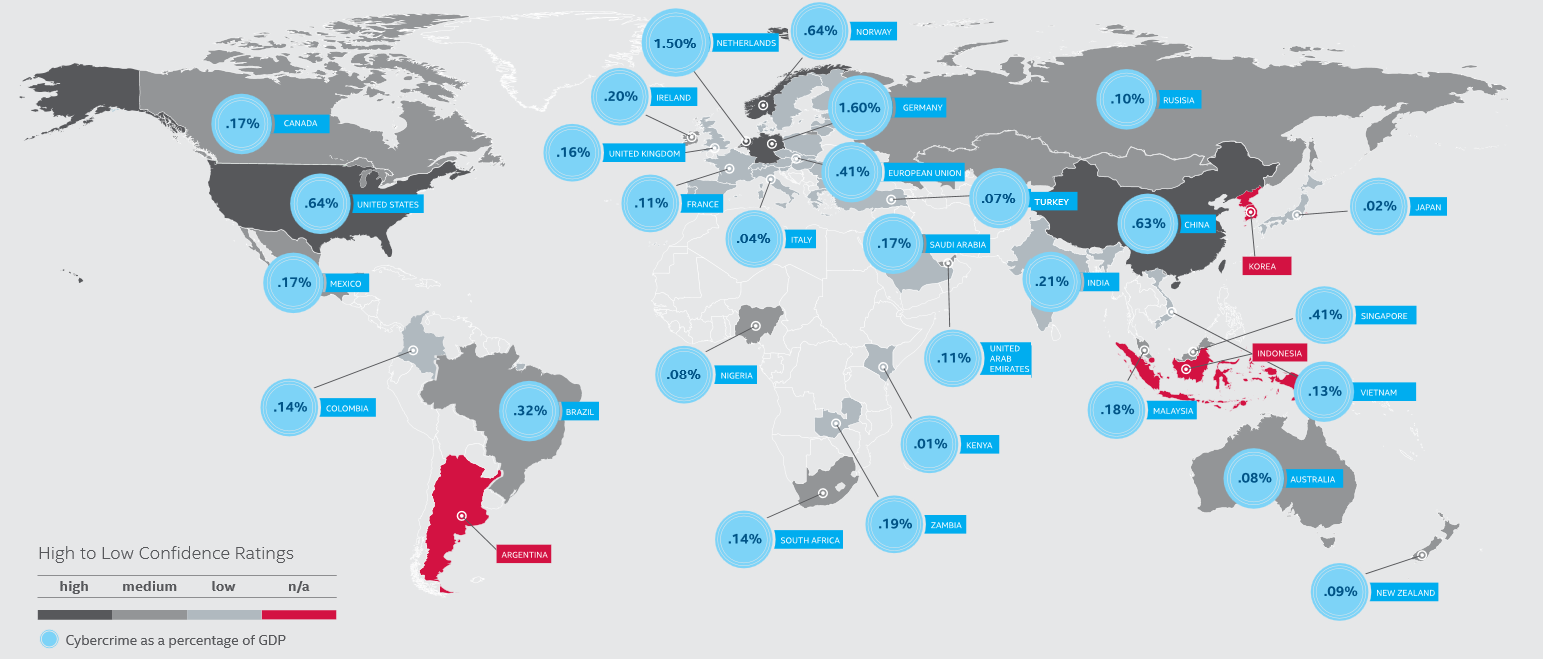 1.50%
NETHERLANDS
.64%
NORWAY
.20%
IRELAND
1.60%
GERMANY
.10%
RUSISIA
.17%
CANADA
.16%
UNITED KINGDOM
.41%
EUROPEAN UNION
.64%
UNITED STATES
.11%
FRANCE
.07%
TURKEY
.63%
CHINA
.02%
JAPAN
.04%
ITALY
.17%
SAUDI ARABIA
KOREA
.17%
MEXICO
.21%
INDIA
.41%
SINGAPORE
.08%
NIGERIA
.11%
UNITED
ARAB
EMIRATES
INDONESIA
.13%
VIETNAM
.14%
COLOMBIA
.32%
BRAZIL
.18%
MALAYSIA
.01%
KENYA
.08%
AUSTRALIA
.14%
SOUTH AFRICA
.19%
ZAMBIA
ARGENTINA
.09%
NEW ZEALAND
High to Low Confidence Ratings
high medium low n/a
Cybercrime as a percentage of GDP